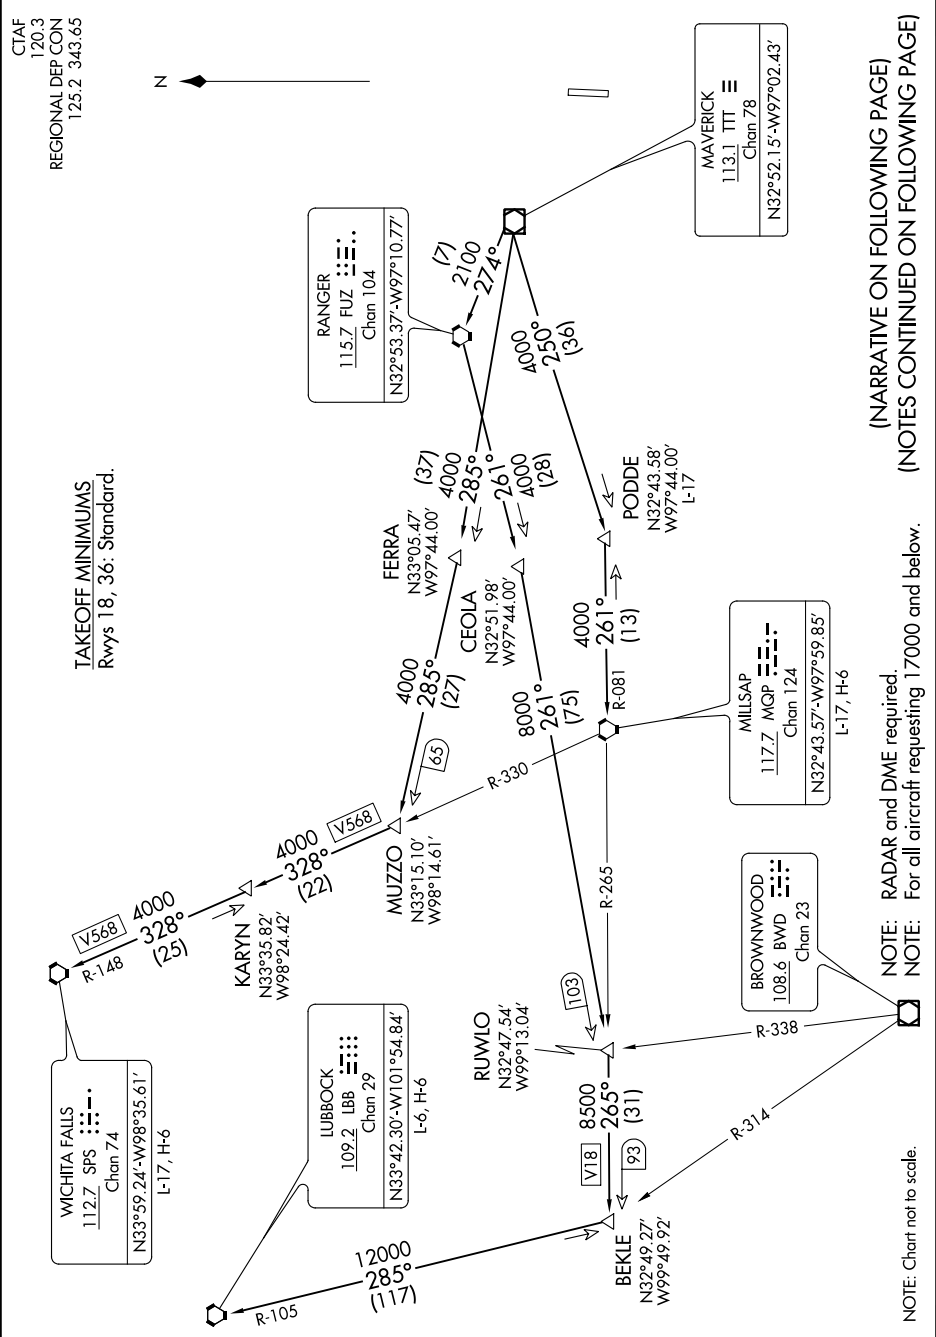 CTAF
120.3
REGIONAL DEP CON
125.2 343.65
N
TAKEOFF MINIMUMS
Rwys 18, 36: Standard.
WICHITA FALLS
112.7 SPS
Chan 74
N33°59.24′-W98°35.61′
L-17, H-6
R-148
V568
4000
328°
(25)
KARYN
N33°35.82′
W98°24.42′
4000
328°
(22)
V568
MUZZO
N33°15.10′
W98°14.61′
65
4000
285°
(27)
FERRA
N33°05.47′
W97°44.00′
(37)
4000
285°
RANGER
115.7 FUZ
Chan 104
N32°53.37′-W97°10.77′
(7)
2100
274°
MAVERICK
113.1 TTT
Chan 78
N32°52.15′-W97°02.43′
261°
4000
(28)
CEOLA
N32°51.98′
W97°44.00′
8000
261°
(75)
4000
250°
(36)
PODDE
N32°43.58′
W97°44.00′
L-17
4000
261°
(13)
R-081
MILLSAP
117.7 MQP
Chan 124
N32°43.57′-W97°59.85′
L-17, H-6
R-330
R-265
LUBBOCK
109.2 LBB
Chan 29
N33°42.30′-W101°54.84′
L-6, H-6
R-105
12000
285°
(117)
BEKLE
N32°49.27′
W99°49.92′
V18
93
8500
265°
(31)
RUWLO
N32°47.54′
W99°13.04′
103
BROWNWOOD
108.6 BWD
Chan 23
R-338
R-314
NOTE: RADAR and DME required.
NOTE: For all aircraft requesting 17000 and below.
(NARRATIVE ON FOLLOWING PAGE)
(NOTES CONTINUED ON FOLLOWING PAGE)
NOTE: Chart not to scale.